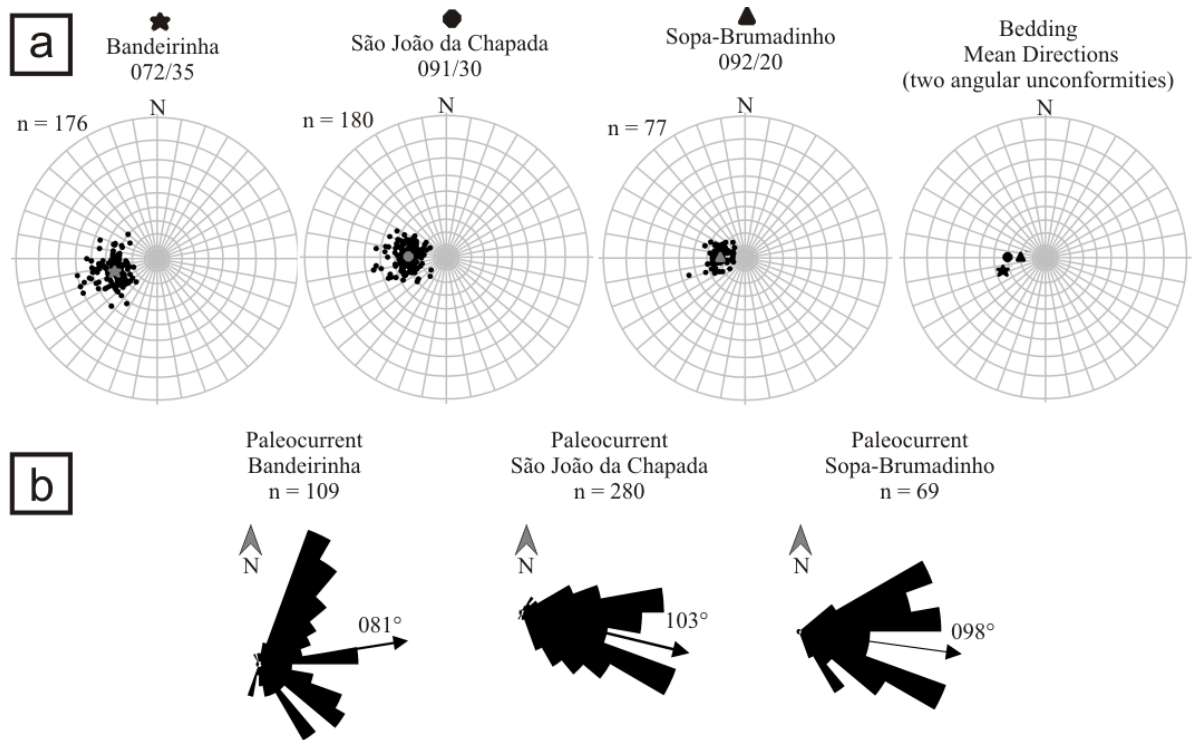 a
Bandeirinha
072/35
São João da Chapada
091/30
Sopa-Brumadinho
092/20
Bedding
Mean Directions
(two angular unconformities)
n = 176
N
n = 180
N
n = 77
N
N
b
Paleocurrent
Bandeirinha
n = 109
Paleocurrent
São João da Chapada
n = 280
Paleocurrent
Sopa-Brumadinho
n = 69
N
081°
N
103°
N
098°